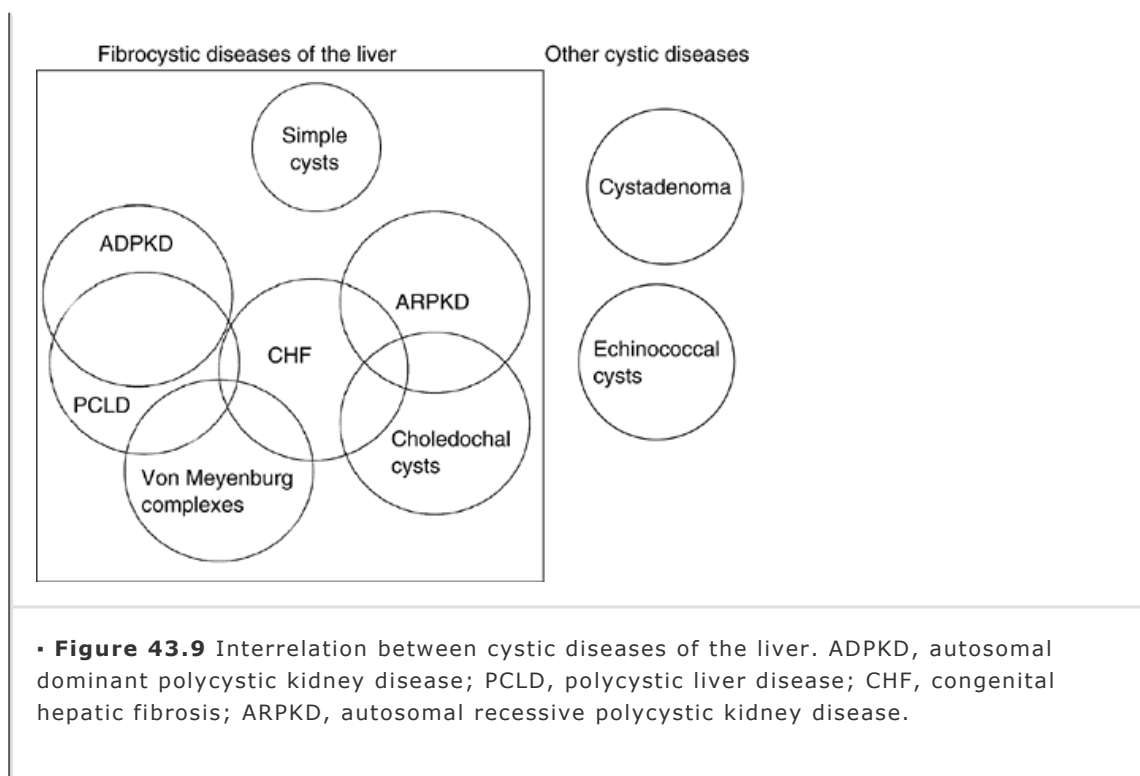 Fibrocystic diseases of the liver
Other cystic diseases
Simple
cysts
Cystadenoma
ADPKD
ARPKD
CHF
Echinococcal
cysts
PCLD
Choledochal
cysts
Von Meyenburg
complexes
▪ Figure 43.9 Interrelation between cystic diseases of the liver. ADPKD, autosomal
dominant polycystic kidney disease; PCLD, polycystic liver disease; CHF, congenital
hepatic fibrosis; ARPKD, autosomal recessive polycystic kidney disease.